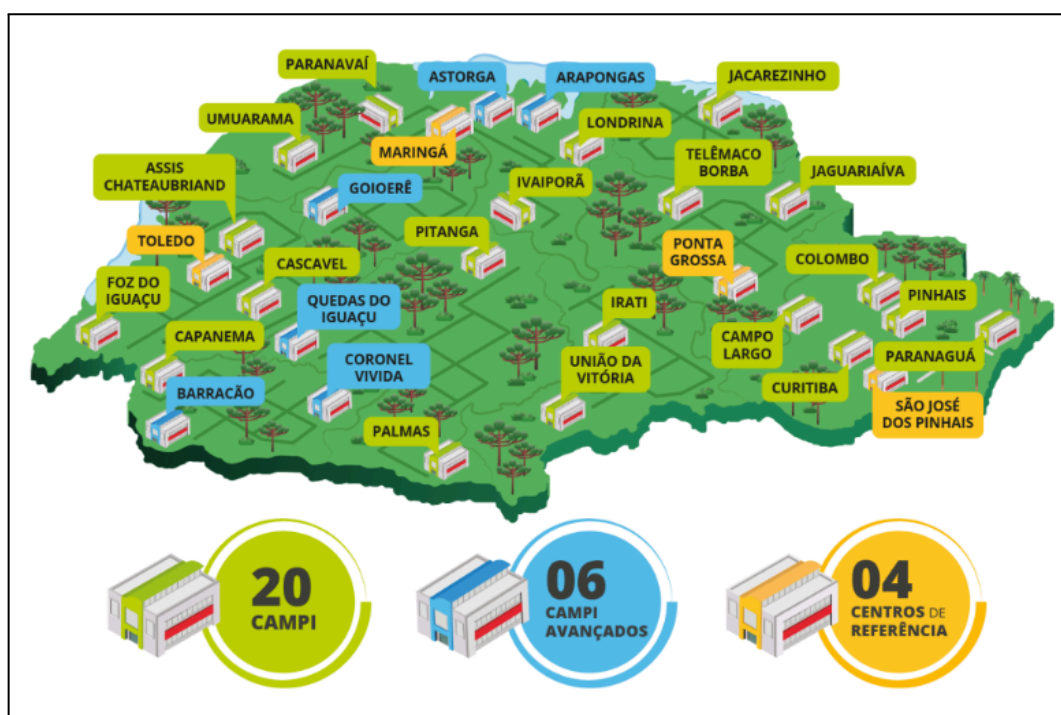 PARANAVAÍ
ASTORGA
ARAPONGAS
JACAREZINHO
UMUARAMA
MARINGÁ
LONDRINA
ASSIS
CHATEAUBRIAND
GOIOERÊ
IVAIPORÃ
TELÊMACO
BORBA
JAGUARIAÍVA
TOLEDO
CASCAVEL
PITANGA
PONTA
GROSSA
COLOMBO
FOZ DO
IGUAÇU
QUEDAS DO
IGUAÇU
IRATI
PINHAIS
CAPANEMA
CORONEL
VIVIDA
UNIÃO DA
VITÓRIA
CAMPO
LARGO
PARANAGUÁ
BARRACÃO
CURITIBA
PALMAS
SÃO JOSÉ
DOS PINHAIS
20
CAMPI
06
CAMPI
AVANÇADOS
04
CENTROS DE
REFERÊNCIA